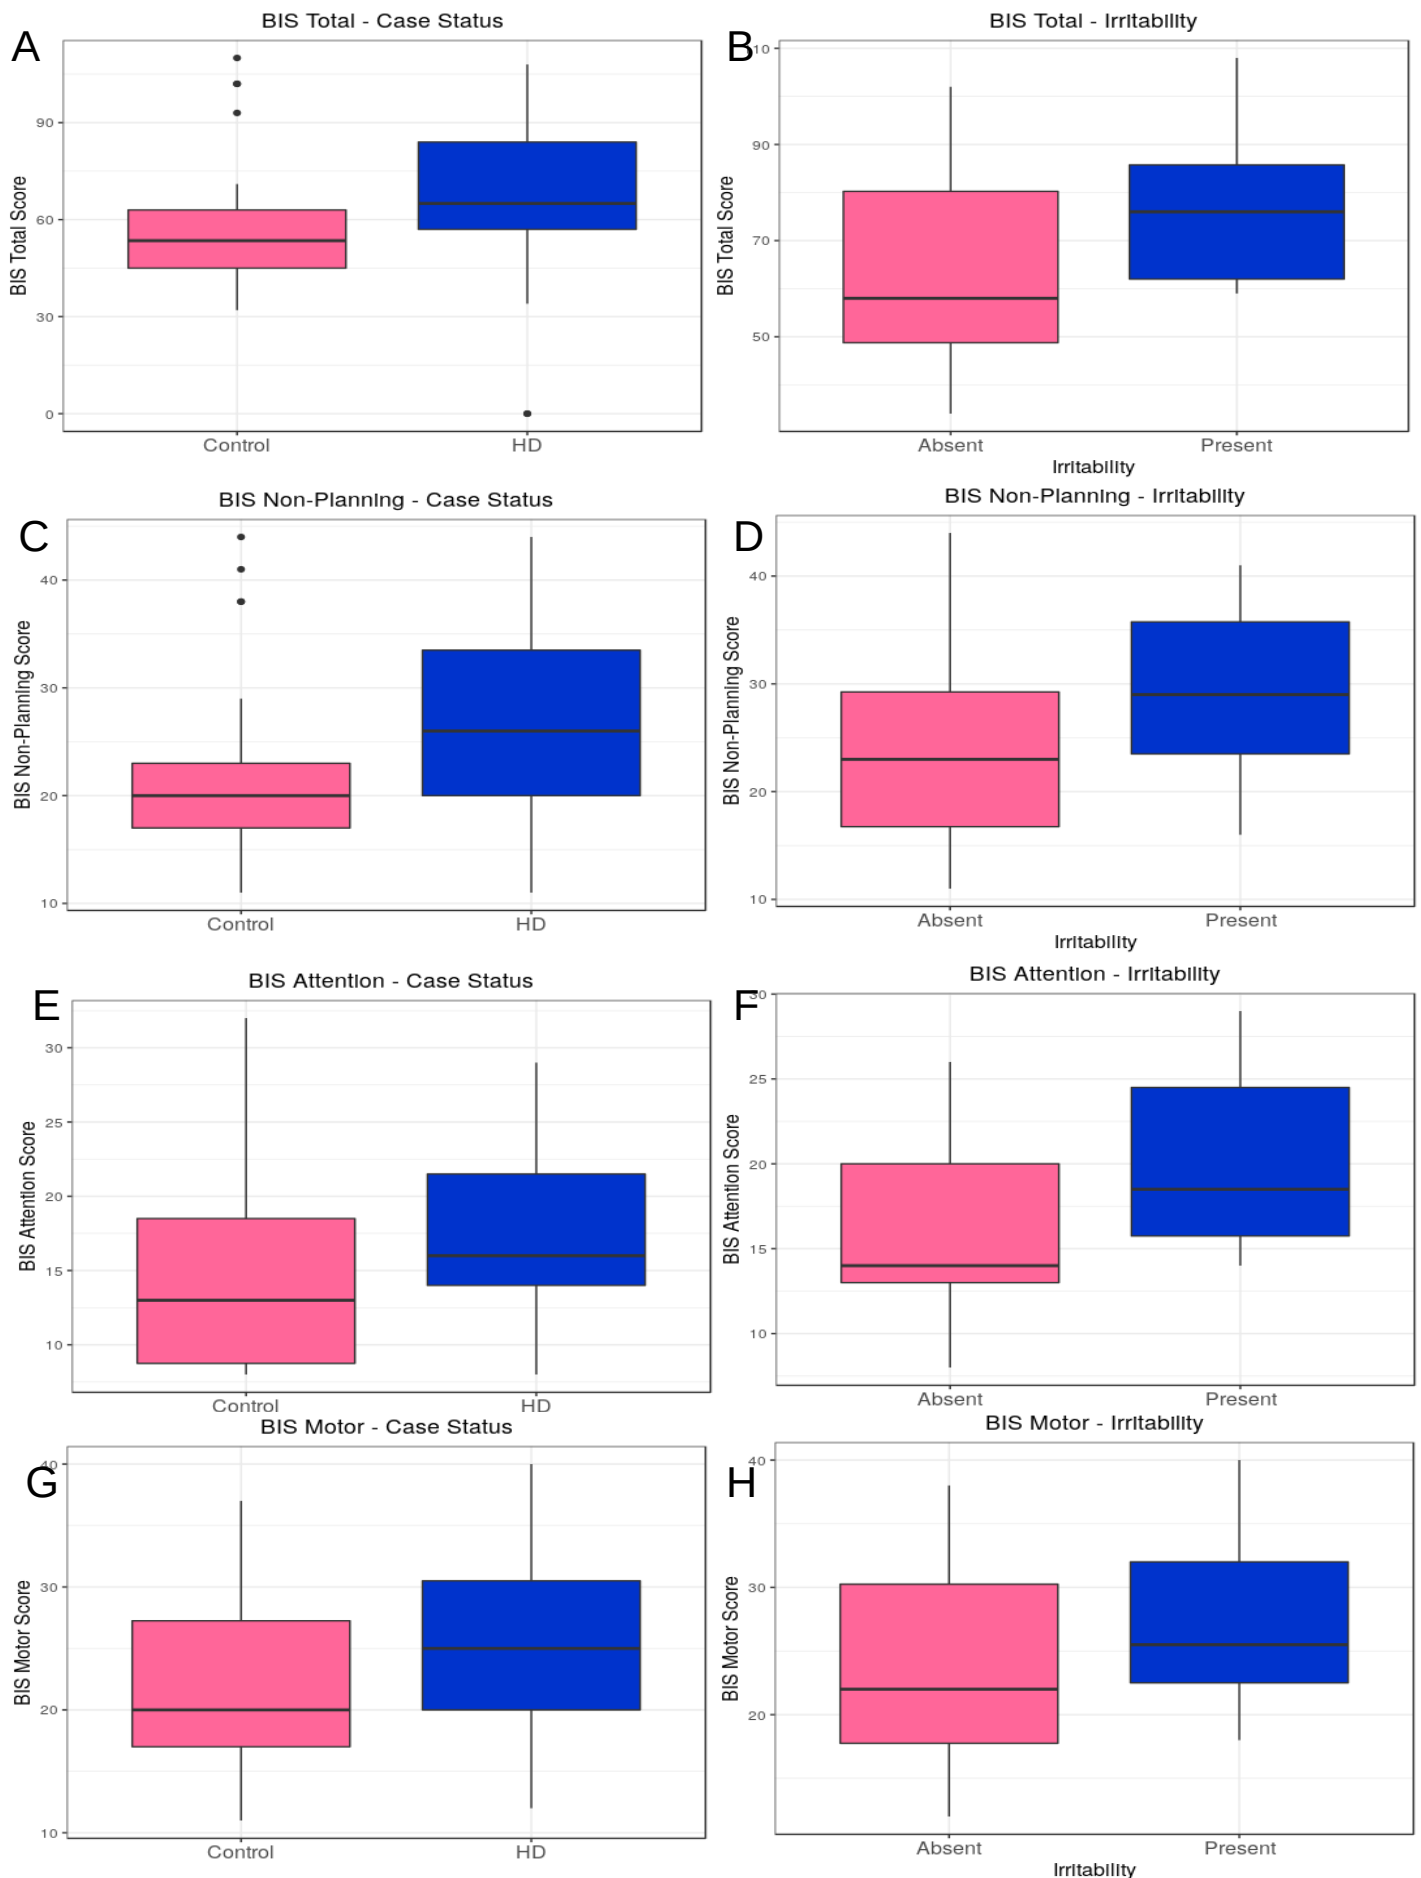 BIS Total - Case Status
A
BIS Total Score
90
60
30
0
Control HD
BIS Total - Irritability
B
BIS Total Score
10
90
70
50
Absent Present
Irritability
BIS Non-Planning - Case Status
C
BIS Non-Planning Score
40
30
20
10
Control HD
BIS Non-Planning - Irritability
D
BIS Non-Planning Score
40
30
20
10
Absent Present
Irritability
BIS Attention - Case Status
E
BIS Attention Score
30
25
20
15
10
Control HD
BIS Attention - Irritability
F
BIS Attention Score
30
25
20
15
10
Absent Present
BIS Motor - Case Status
G
BIS Motor Score
40
30
20
10
Control HD
BIS Motor - Irritability
H
BIS Motor Score
40
30
20
Absent Present
Irritability